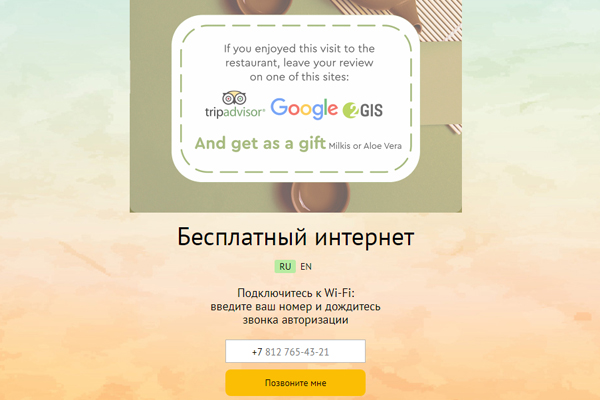 If you enjoyed this visit to the
restaurant, leave your review
on one of this sites:
tripadvisor® Google 2GIS
And get as a gift Milkis or Aloe Vera
Бесплатный интернет
RU EN
Подключитесь к Wi-Fi:
введите ваш номер и дождитесь
звонка авторизации
+7 812 765-43-21
Позвоните мне